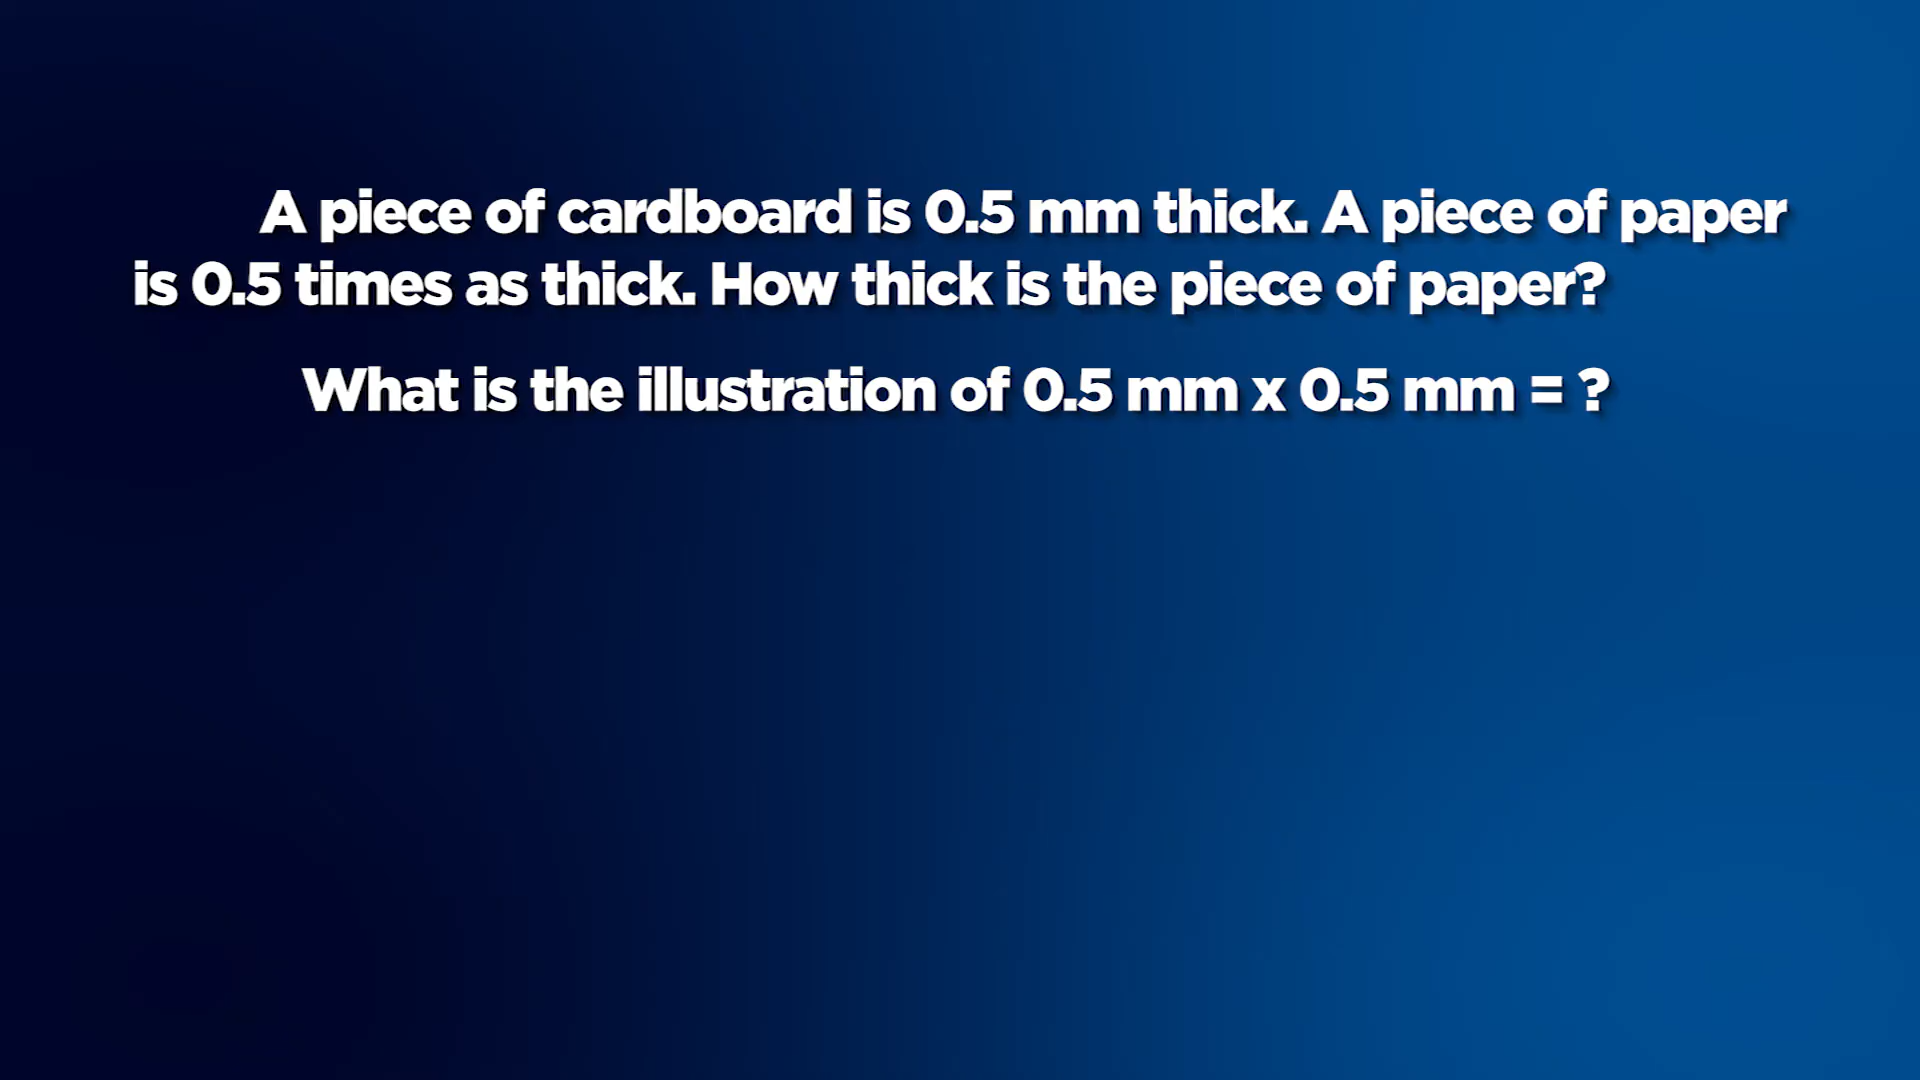 A piece of cardboard is 0.5 mm thick. A piece of paper
is 0.5 times as thick. How thick is the piece of paper?
What is the illustration of 0.5 mm x 0.5 mm = ?